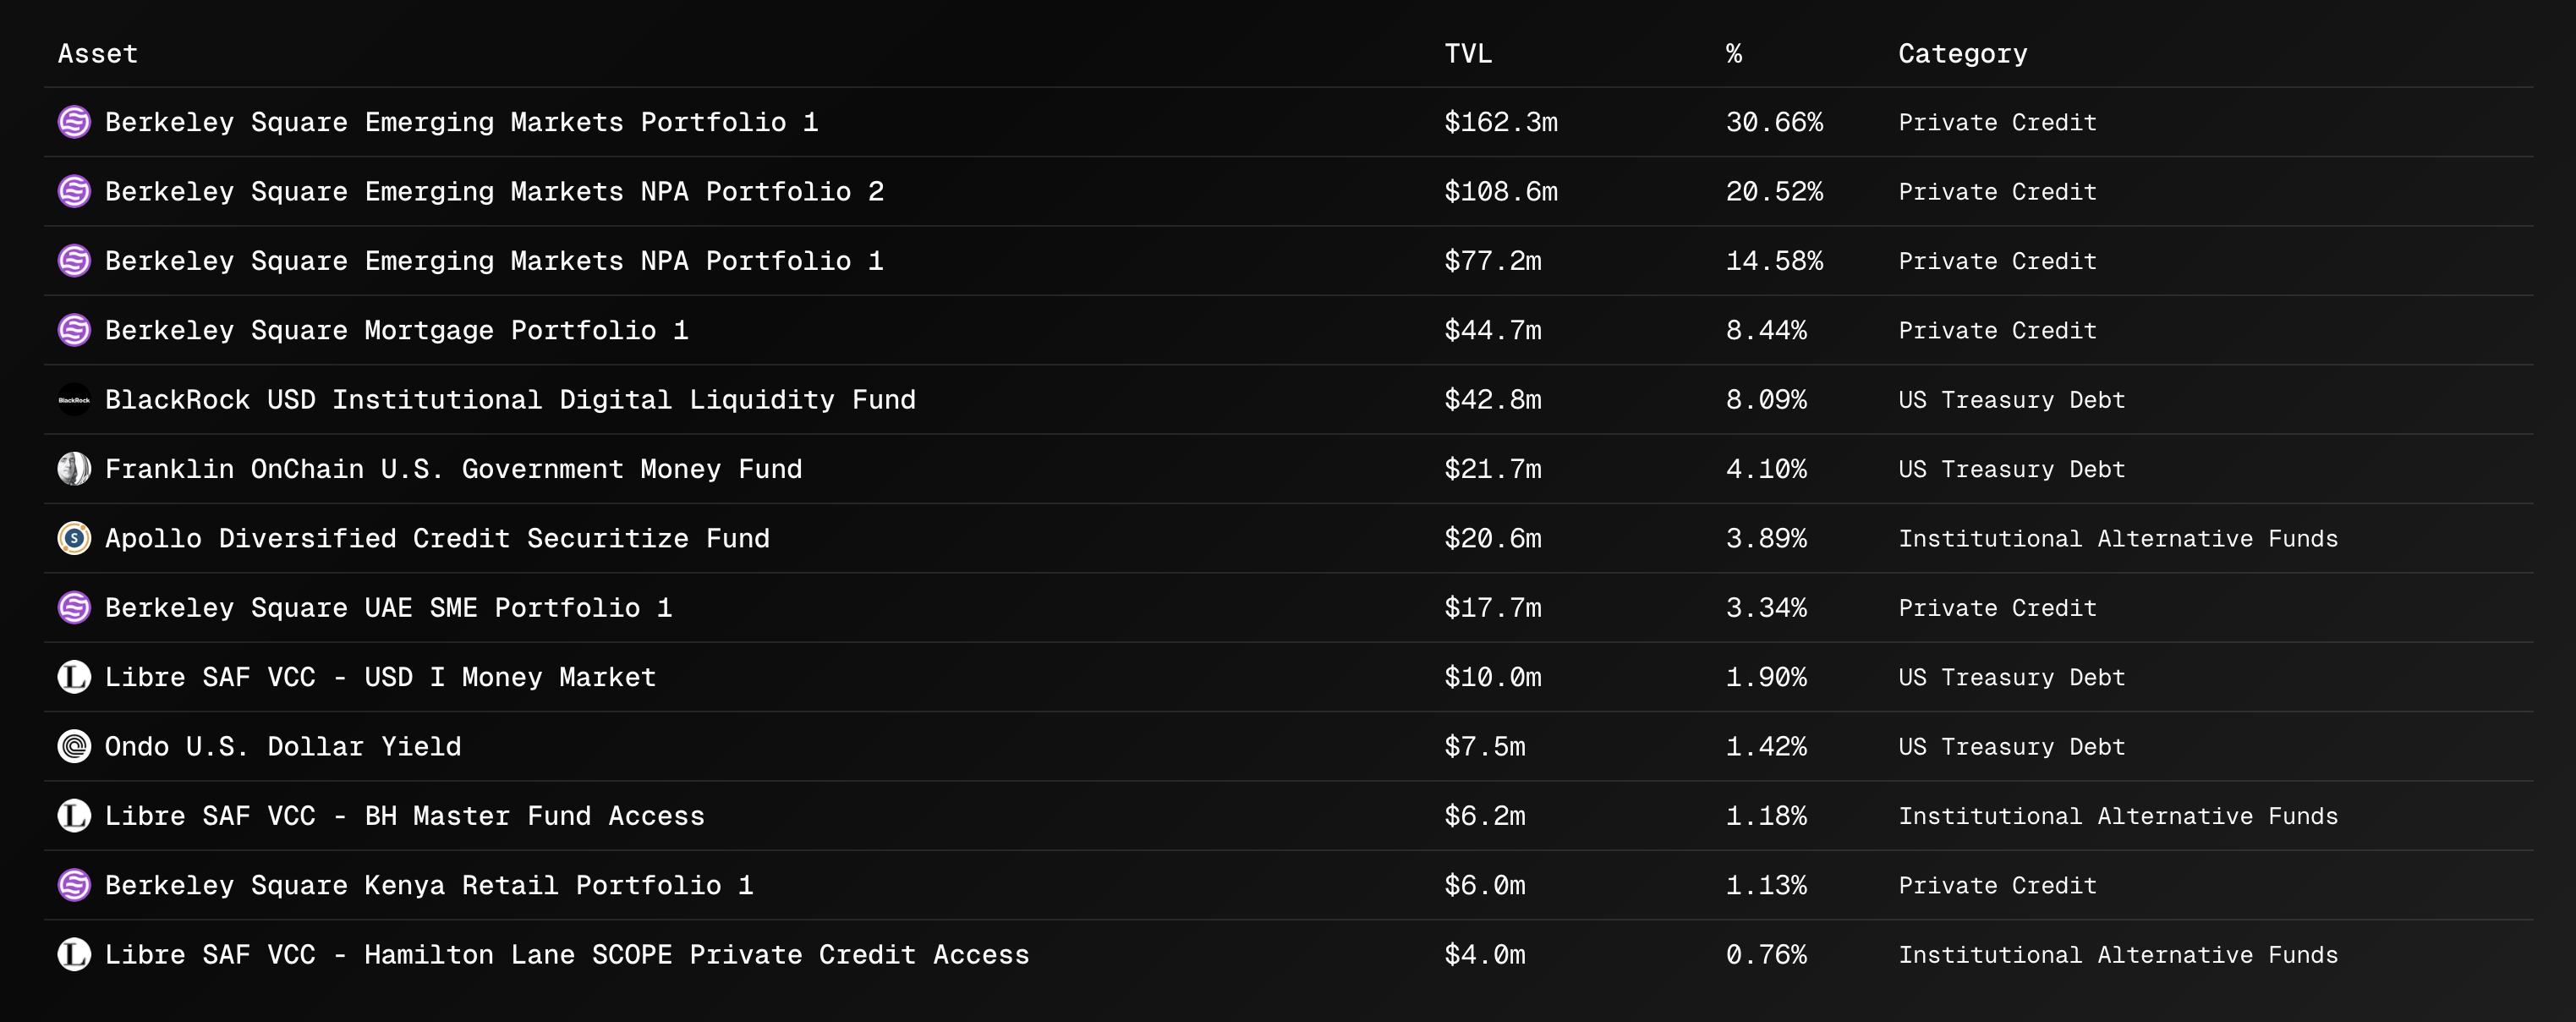 Asset TVL % Category
Berkeley Square Emerging Markets Portfolio 1 $162.3m 30.66% Private Credit
Berkeley Square Emerging Markets NPA Portfolio 2 $108.6m 20.52% Private Credit
Berkeley Square Emerging Markets NPA Portfolio 1 $77.2m 14.58% Private Credit
Berkeley Square Mortgage Portfolio 1 $44.7m 8.44% Private Credit
BlackRock BlackRock USD Institutional Digital Liquidity Fund $42.8m 8.09% US Treasury Debt
Franklin OnChain U.S. Government Money Fund $21.7m 4.10% US Treasury Debt
S Apollo Diversified Credit Securitize Fund $20.6m 3.89% Institutional Alternative Funds
Berkeley Square UAE SME Portfolio 1 $17.7m 3.34% Private Credit
L Libre SAF VCC - USD I Money Market $10.0m 1.90% US Treasury Debt
Ondo U.S. Dollar Yield $7.5m 1.42% US Treasury Debt
L Libre SAF VCC - BH Master Fund Access $6.2m 1.18% Institutional Alternative Funds
Berkeley Square Kenya Retail Portfolio 1 $6.0m 1.13% Private Credit
L Libre SAF VCC - Hamilton Lane SCOPE Private Credit Access $4.0m 0.76% Institutional Alternative Funds